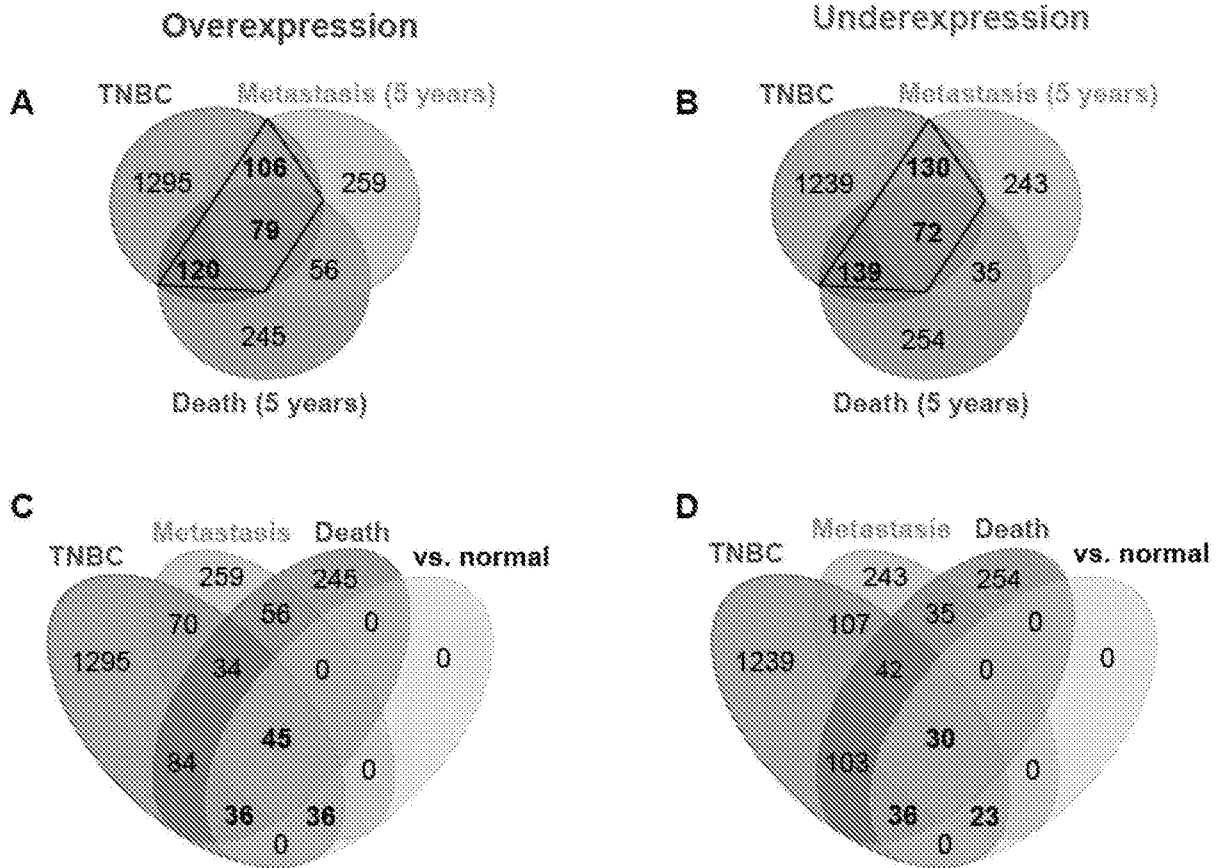 Overexpression
Underexpression
A
TNBC
Metastasis (5 years)
1295
106
259
79
120
56
245
Death (5 years)
B
TNBC
Metastasis (5 years)
1239
130
243
72
139
35
254
Death (5 years)
C
TNBC
Metastasis
Death
vs. normal
259
245
70
56
0
1295
34
0
0
45
84
0
36
36
0
D
TNBC
Metastasis
Death
vs. normal
243
254
107
35
0
1239
42
0
0
30
103
0
36
23
0